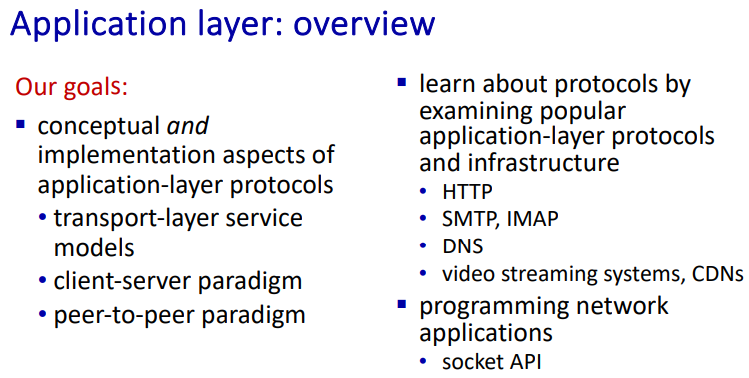 Application layer: overview
Our goals:
▪ conceptual and
implementation aspects of
application-layer protocols
• transport-layer service
models
• client-server paradigm
• peer-to-peer paradigm
▪ learn about protocols by
examining popular
application-layer protocols
and infrastructure
• HTTP
• SMTP, IMAP
• DNS
• video streaming systems, CDNs
▪ programming network
applications
• socket API